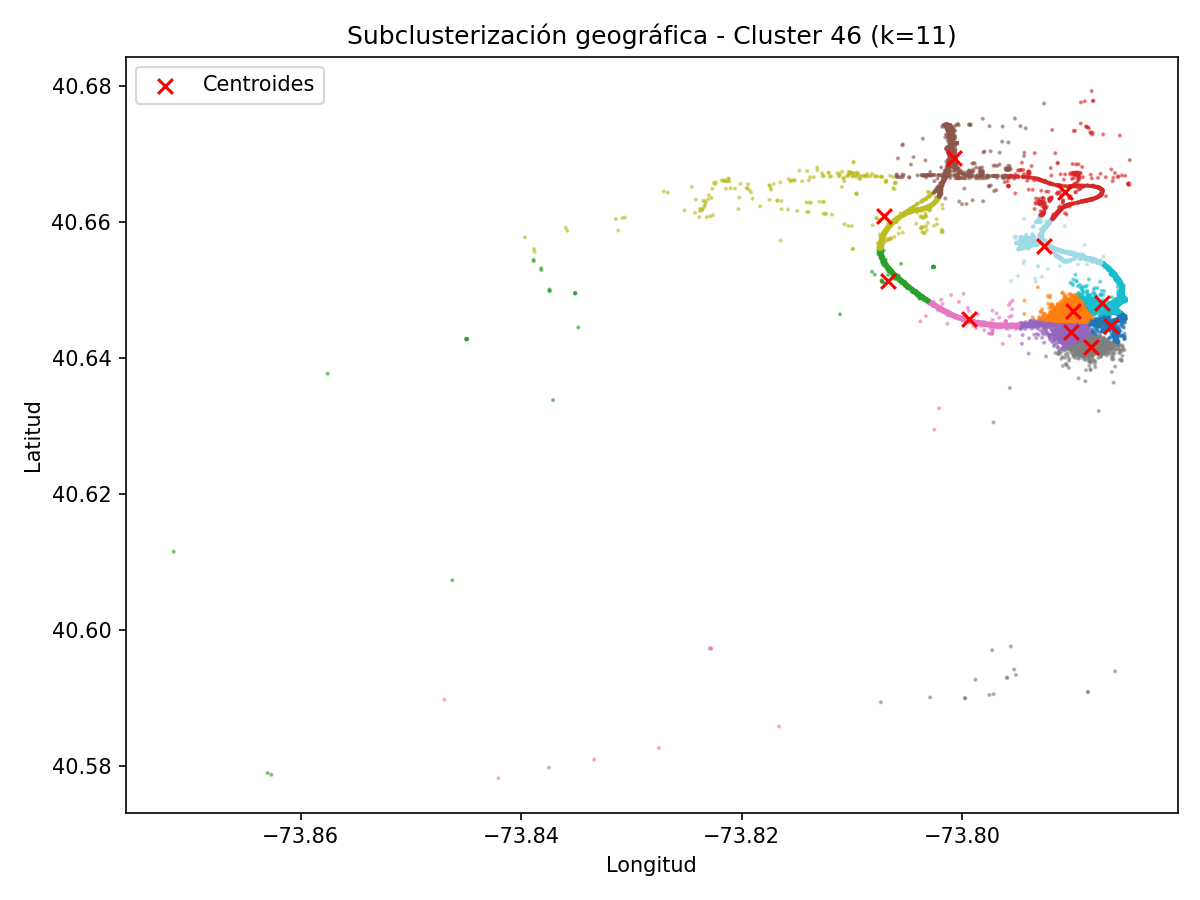 Subclusterización geográfica - Cluster 46 (k=11)
Centroides
40.68
40.66
40.64
40.62
40.60
40.58
Latitud
−73.86
−73.84
−73.82
−73.80
Longitud